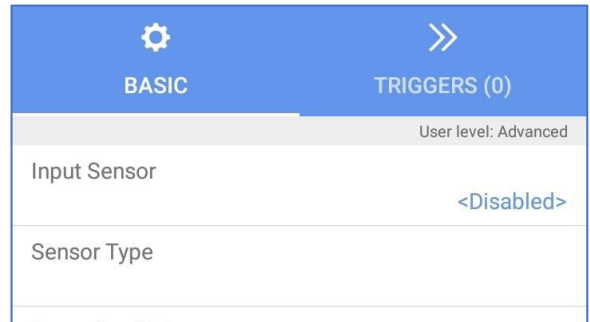 BASIC
TRIGGERS (0)
User level: Advanced
Input Sensor
<Disabled>
Sensor Type